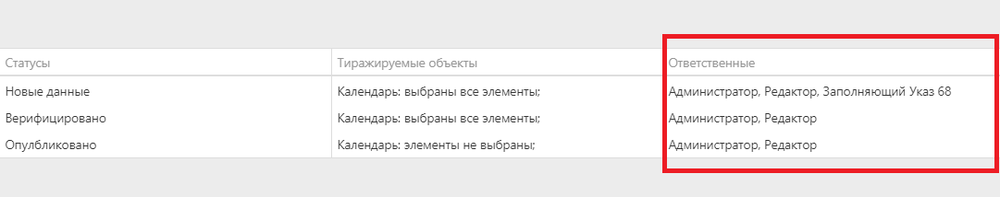 Статусы Тиражируемые объекты Ответственные
Новые данные Календарь: выбраны все элементы; Администратор, Редактор, Заполняющий Указ 68
Верифицировано Календарь: выбраны все элементы; Администратор, Редактор
Опулбликовано Календарь: элементы не выбраны; Администратор, Редактор